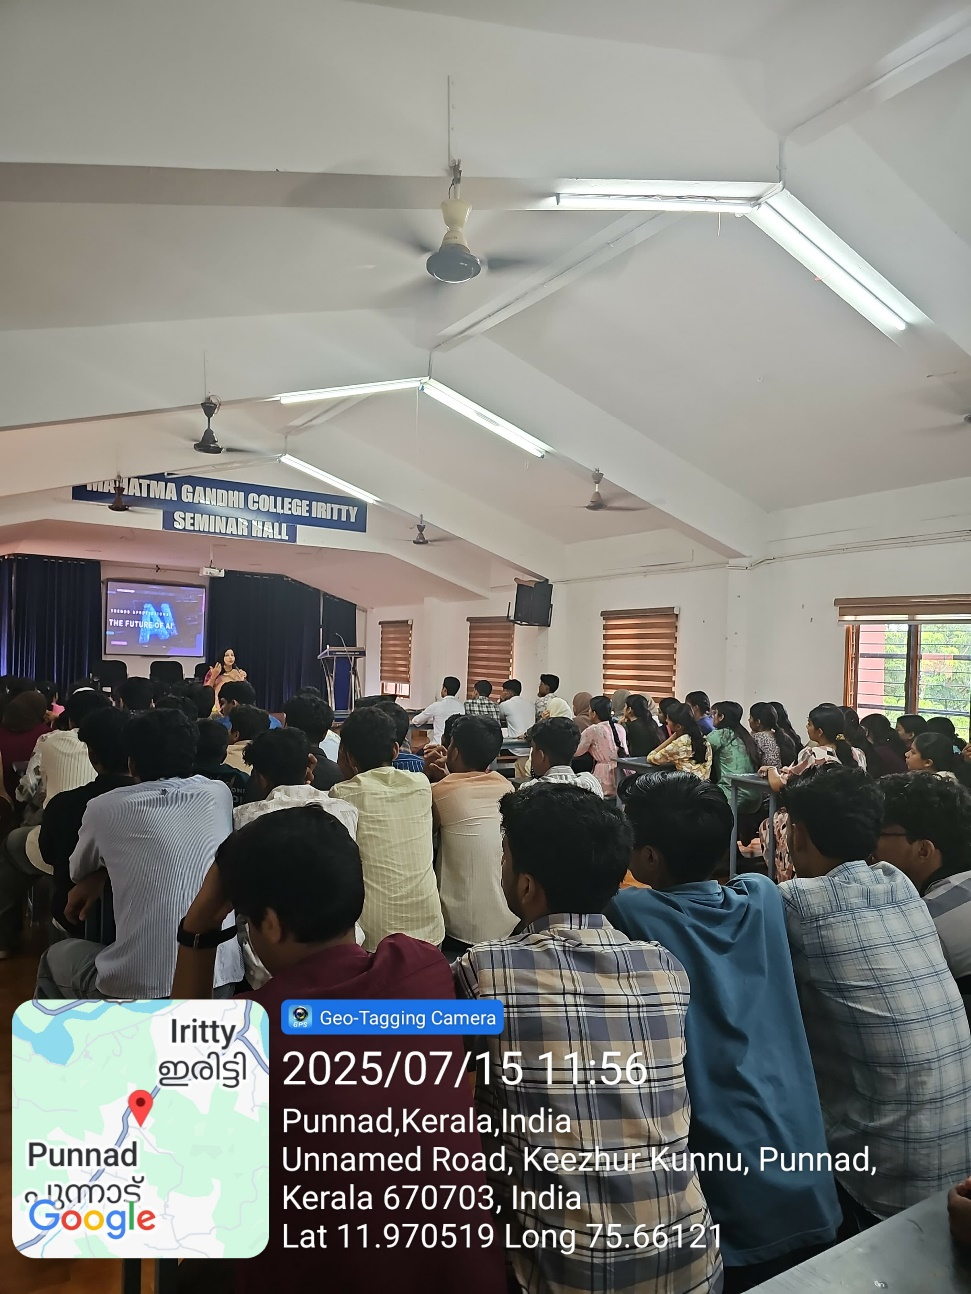 MAHATMA GANDHI COLLEGE IRITTY
SEMINAR HALL
THE FUTURE OF AI
Iritty
ഇരിട്ടി
Punnad
പുന്നാട്
Google
GPS
Geo-Tagging Camera
2025/07/15 11:56
Punnad,Kerala,India
Unnamed Road, Keezhur Kunnu, Punnad,
Kerala 670703, India
Lat 11.970519 Long 75.66121